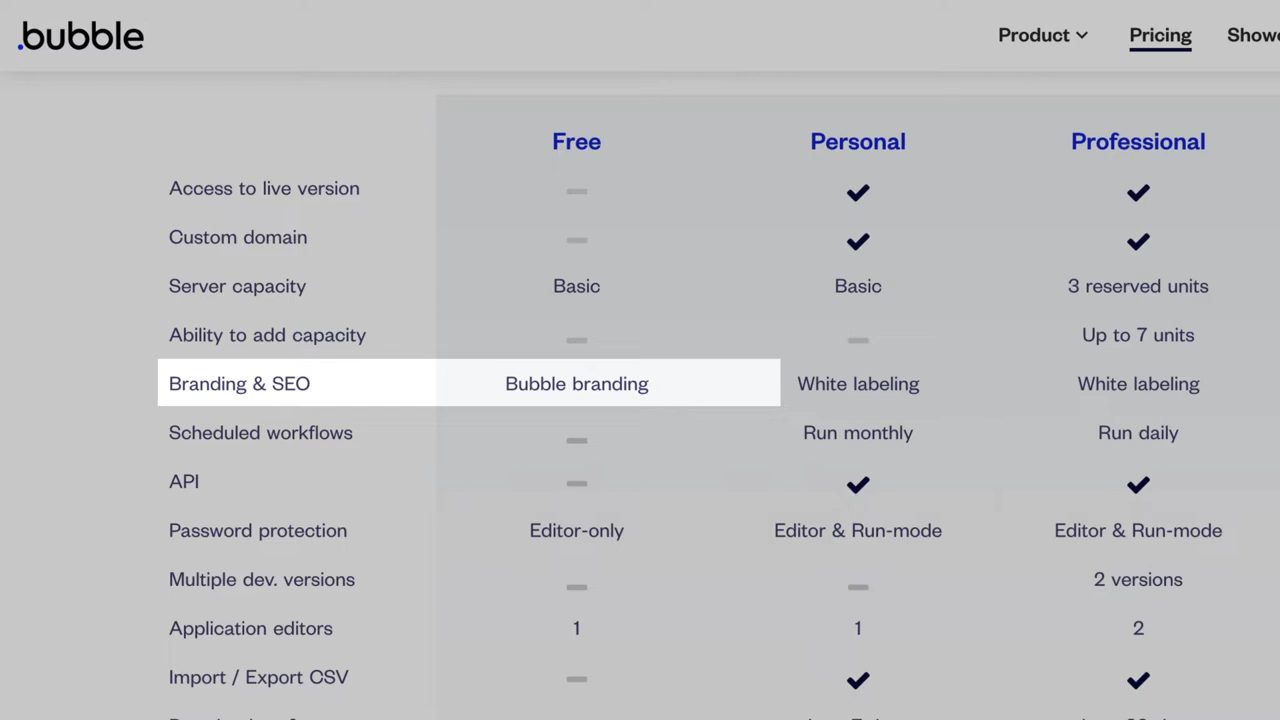 .bubble
Product Pricing
Free Personal Professional
Access to live version
Custom domain
Server capacity Basic Basic 3 reserved units
Ability to add capacity Up to 7 units
Branding & SEO Bubble branding White labeling White labeling
Scheduled workflows Run monthly Run daily
API
Password protection Editor-only Editor & Run-mode Editor & Run-mode
Multiple dev. versions 2 versions
Application editors 1 1 2
Import / Export CSV